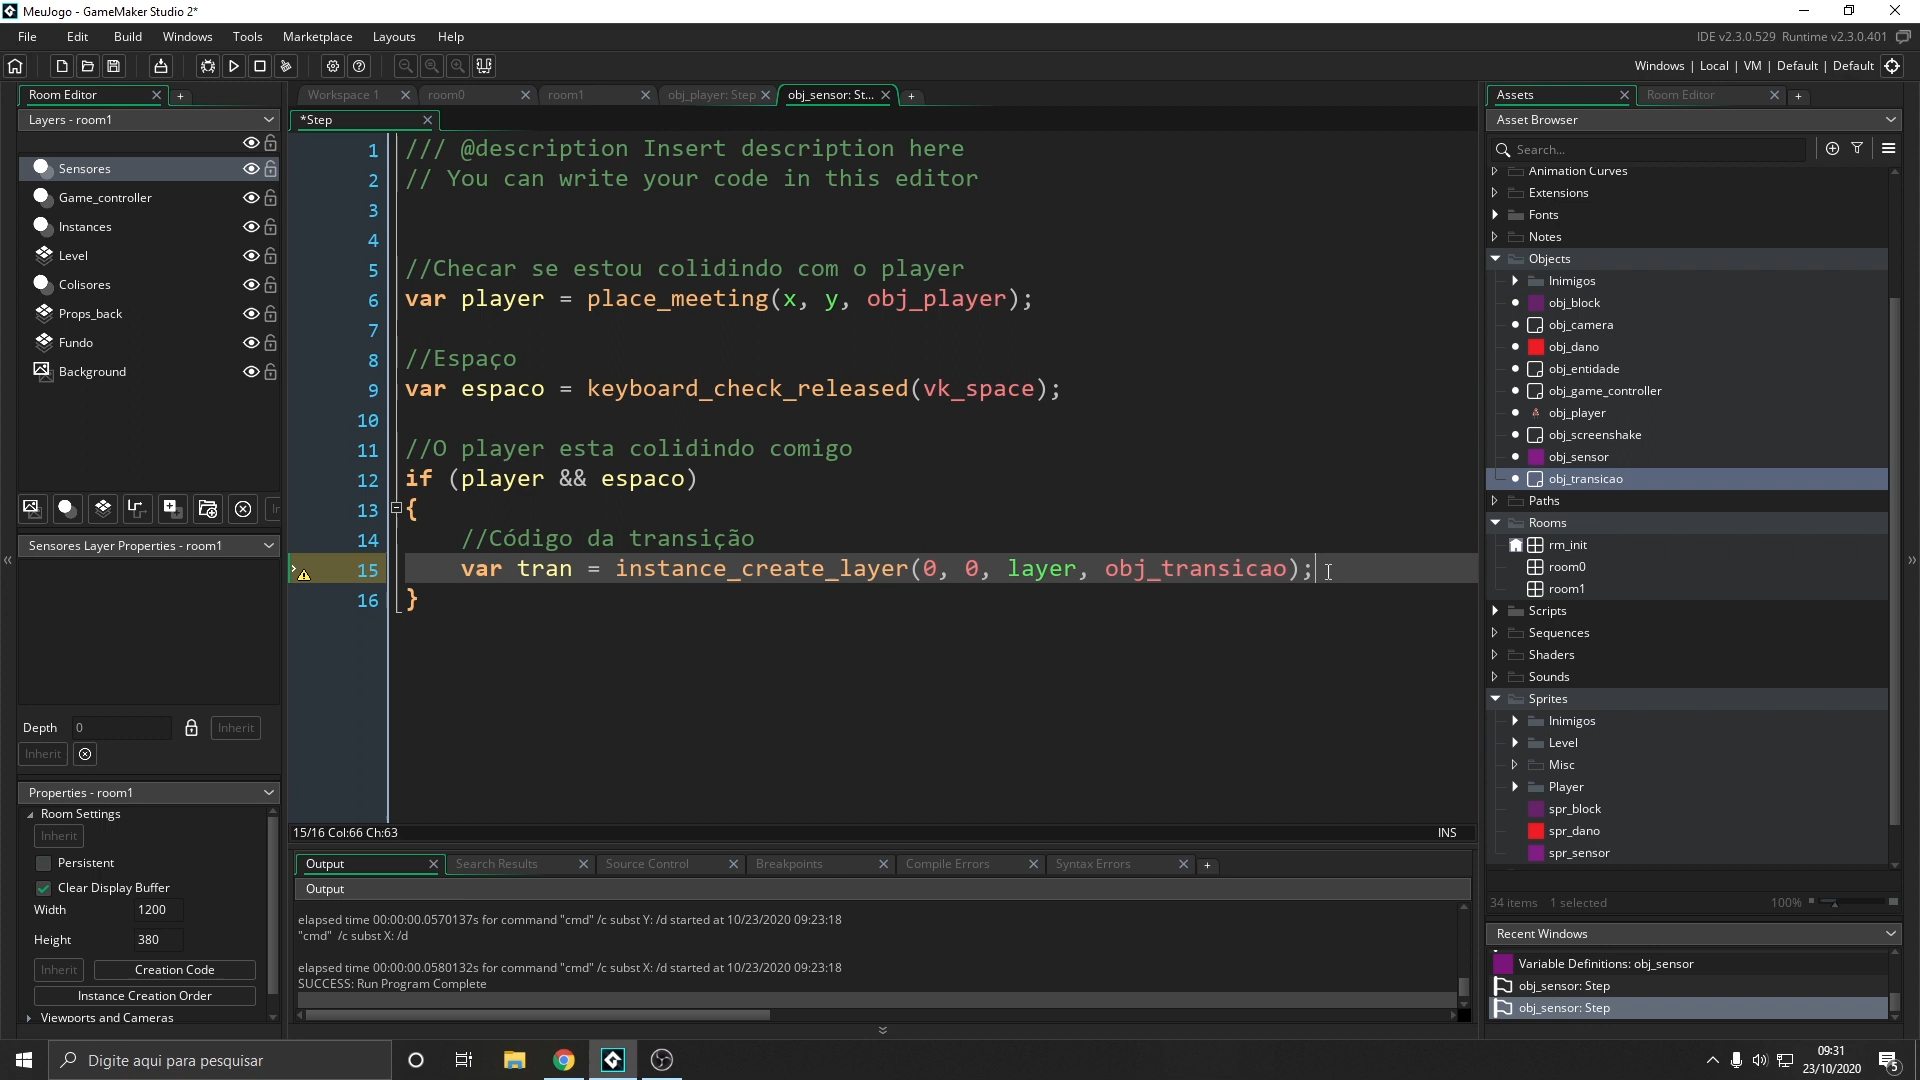 MeuJogo - GameMaker Studio 2*
File Edit Build Windows Tools Marketplace Layouts Help
IDE v2.3.0.529 Runtime v2.3.0.401
Windows | Local | VM | Default | Default
Room Editor
Layers - room1
Sensores
Game_controller
Instances
Level
Colisores
Props_back
Fundo
Background
Sensores Layer Properties - room1
Depth 0 Inherit
Inherit
Properties - room1
Room Settings
Inherit
Persistent
Clear Display Buffer
Width 1200
Height 380
Inherit Creation Code
Instance Creation Order
Viewports and Cameras
Workspace 1 room0 room1 obj_player: Step obj_sensor: St...
*Step
1 /// @description Insert description here
2 // You can write your code in this editor
3
4
5 //Checar se estou colidindo com o player
6 var player = place_meeting(x, y, obj_player);
7
8 //Espaço
9 var espaco = keyboard_check_released(vk_space);
10
11 //O player esta colidindo comigo
12 if (player && espaco)
13 {
14 //Código da transição
15 var tran = instance_create_layer(0, 0, layer, obj_transicao);
16 }
15/16 Col:66 Ch:63 INS
Output Search Results Source Control Breakpoints Compile Errors Syntax Errors
Output
elapsed time 00:00:00.0570137s for command "cmd" /c subst Y: /d started at 10/23/2020 09:23:18
"cmd" /c subst X: /d
elapsed time 00:00:00.0580132s for command "cmd" /c subst X: /d started at 10/23/2020 09:23:18
SUCCESS: Run Program Complete
Assets Room Editor
Asset Browser
Search...
Animation Curves
Extensions
Fonts
Notes
Objects
Inimigos
obj_block
obj_camera
obj_dano
obj_entidade
obj_game_controller
obj_player
obj_screenshake
obj_sensor
obj_transicao
Paths
Rooms
rm_init
room0
room1
Scripts
Sequences
Shaders
Sounds
Sprites
Inimigos
Level
Misc
Player
spr_block
spr_dano
spr_sensor
34 items 1 selected 100%
Recent Windows
Variable Definitions: obj_sensor
obj_sensor: Step
obj_sensor: Step
Digite aqui para pesquisar
09:31
23/10/2020
5